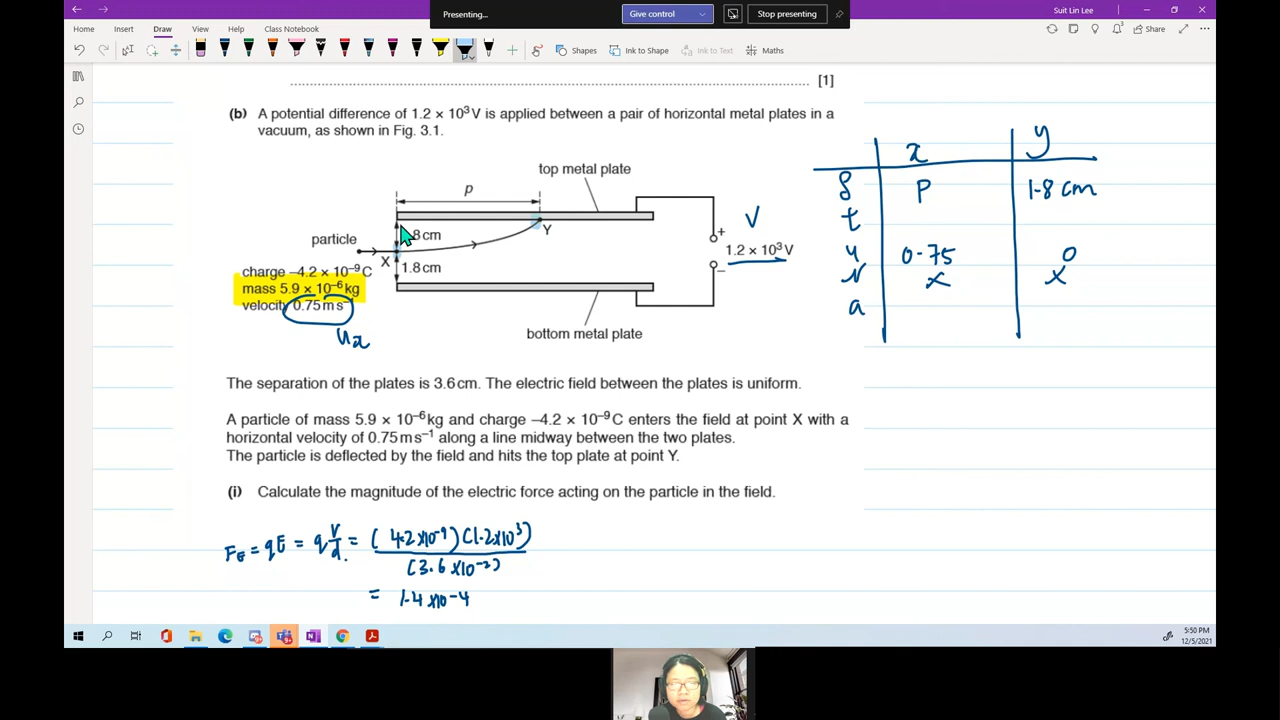 Presenting...
Give control
Stop presenting
Suit Lin Lee
Home Insert Draw View Help Class Notebook
Share
Shapes Ink to Shape Ink to Text Maths
[1]
(b) A potential difference of 1.2 × 10³ V is applied between a pair of horizontal metal plates in a
vacuum, as shown in Fig. 3.1.
top metal plate
p
particle
8 cm
Y
X
1.8 cm
charge –4.2 × 10⁻⁹ C
mass 5.9 × 10⁻⁶ kg
velocity 0.75 m s⁻¹
uₓ
+
1.2 × 10³ V
–
V
bottom metal plate
x y
s P 1.8 cm
t
u 0.75 0
v x x
a
The separation of the plates is 3.6 cm. The electric field between the plates is uniform.
A particle of mass 5.9 × 10⁻⁶ kg and charge –4.2 × 10⁻⁹ C enters the field at point X with a
horizontal velocity of 0.75 m s⁻¹ along a line midway between the two plates.
The particle is deflected by the field and hits the top plate at point Y.
(i) Calculate the magnitude of the electric force acting on the particle in the field.
F_E = qE = q V/d = (4.2×10⁻⁹)(1.2×10³)
(3.6×10⁻²)
= 1.4×10⁻⁴
5:50 PM
12/5/2021